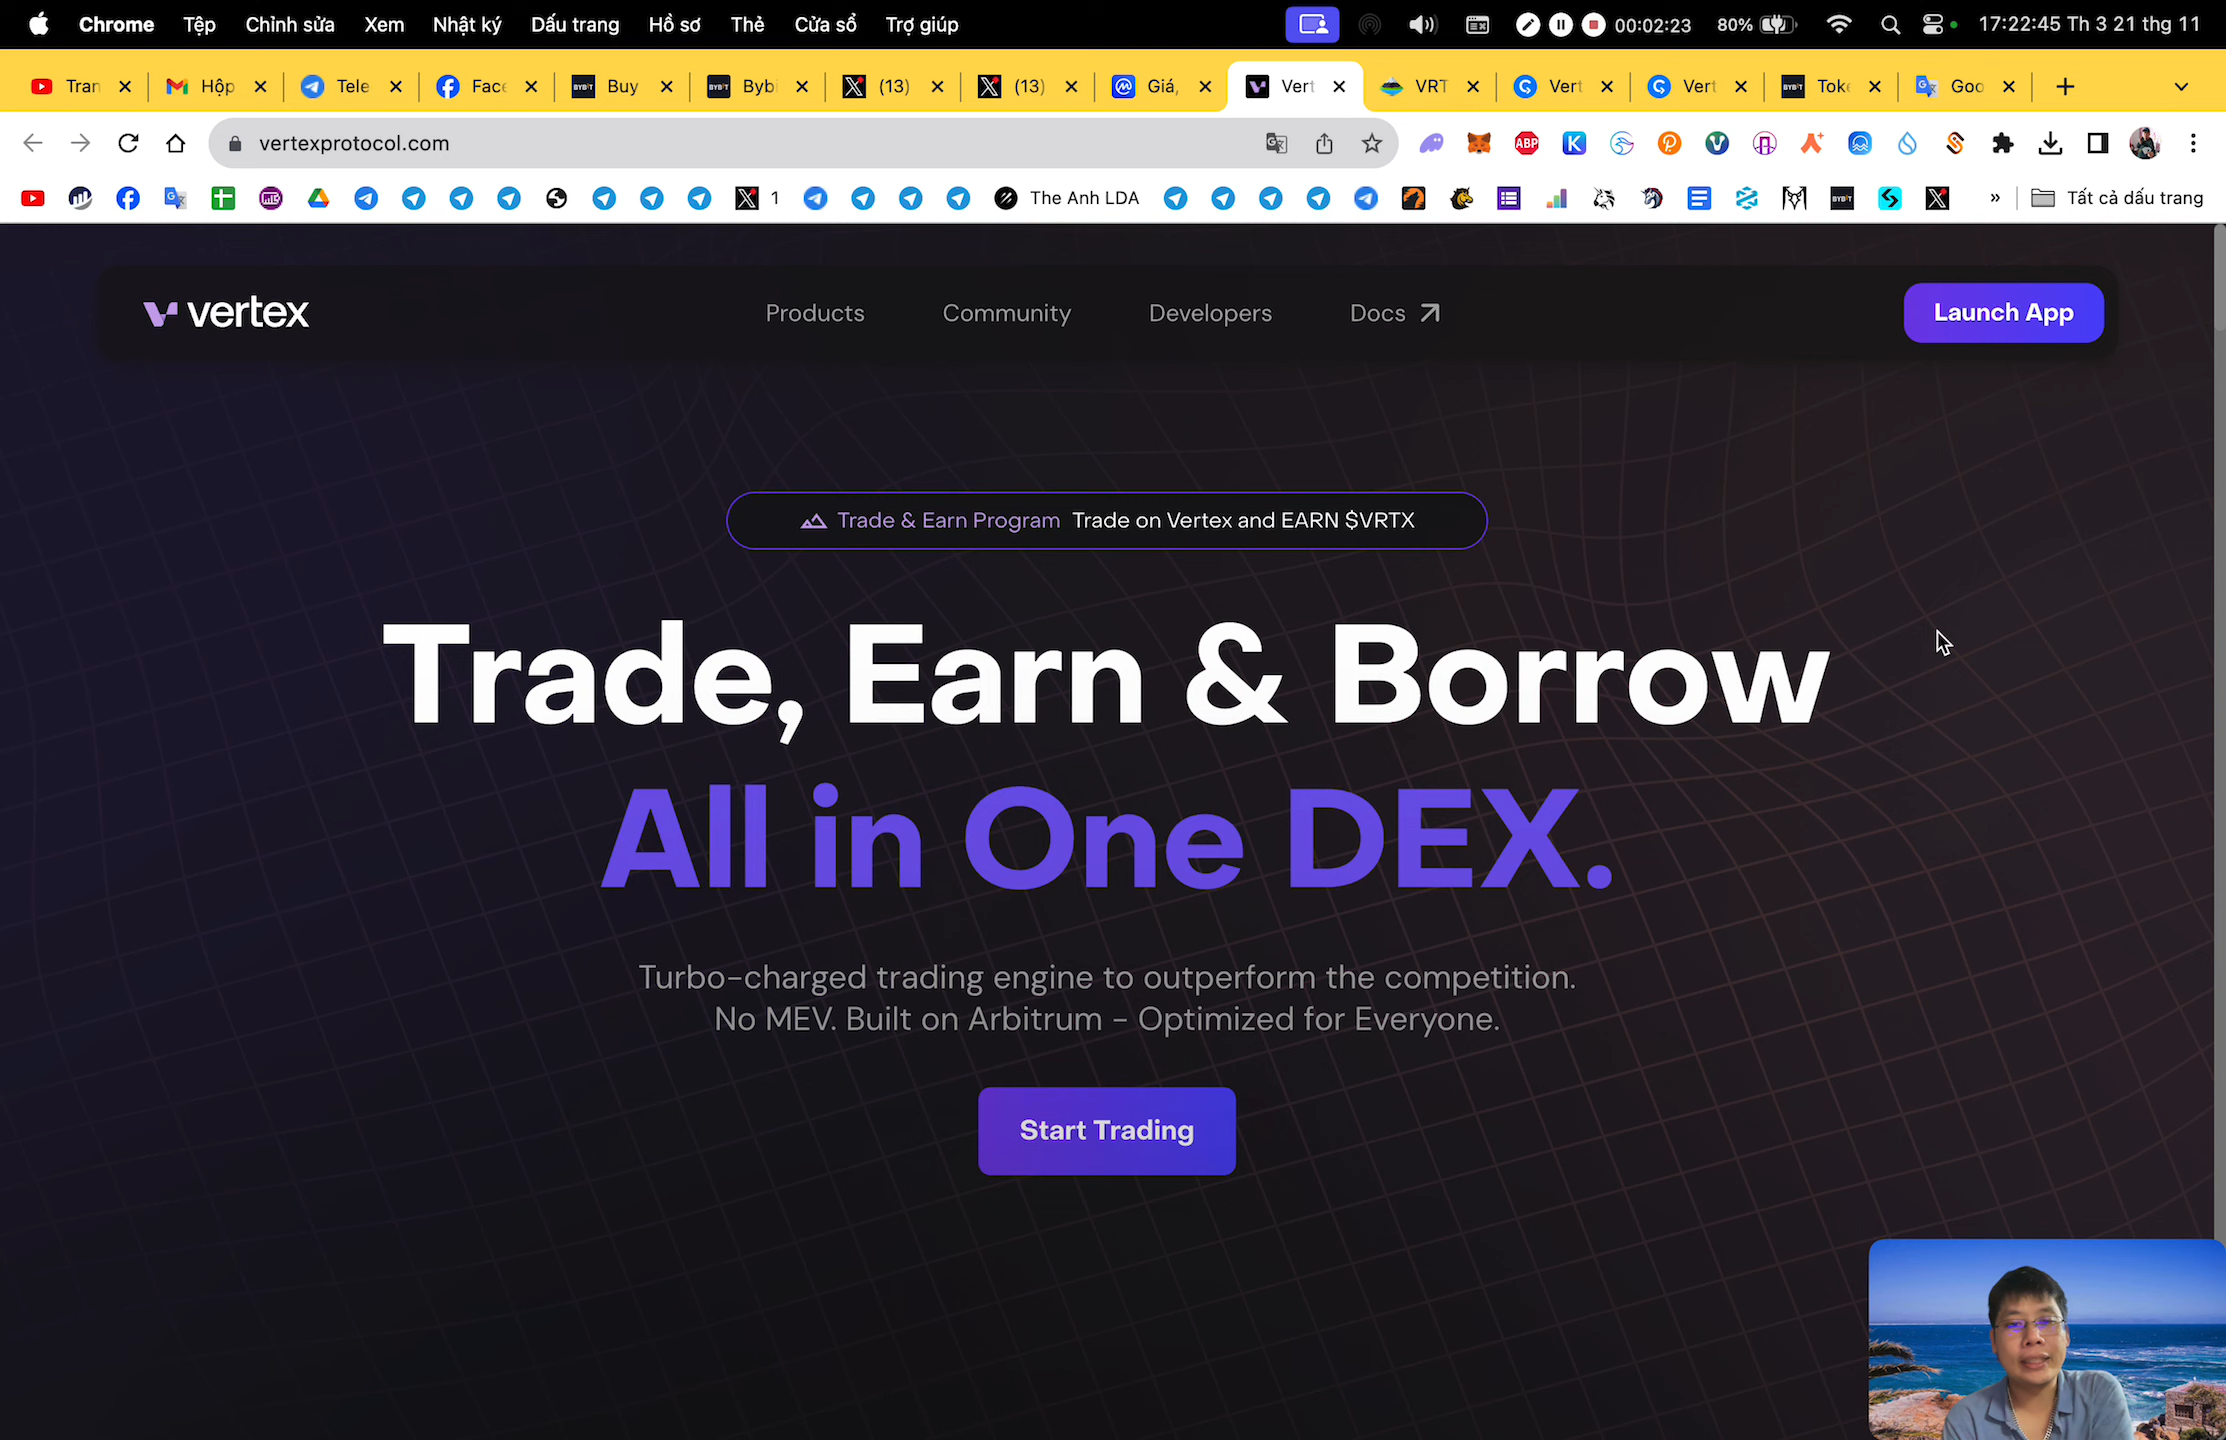 Chrome Tệp Chỉnh sửa Xem Nhật ký Dấu trang Hồ sơ Thẻ Cửa sổ Trợ giúp 00:02:23 80% 17:22:45 Th 3 21 thg 11
Tran Hộp Tele Face Buy Bybi (13) (13) Giá, Vert VRT Vert Vert Toke Goo
vertexprotocol.com ABP
1 The Anh LDA » Tất cả dấu trang
vertex Products Community Developers Docs Launch App
Trade & Earn Program Trade on Vertex and EARN $VRTX
Trade, Earn & Borrow
All in One DEX.
Turbo-charged trading engine to outperform the competition.
No MEV. Built on Arbitrum – Optimized for Everyone.
Start Trading